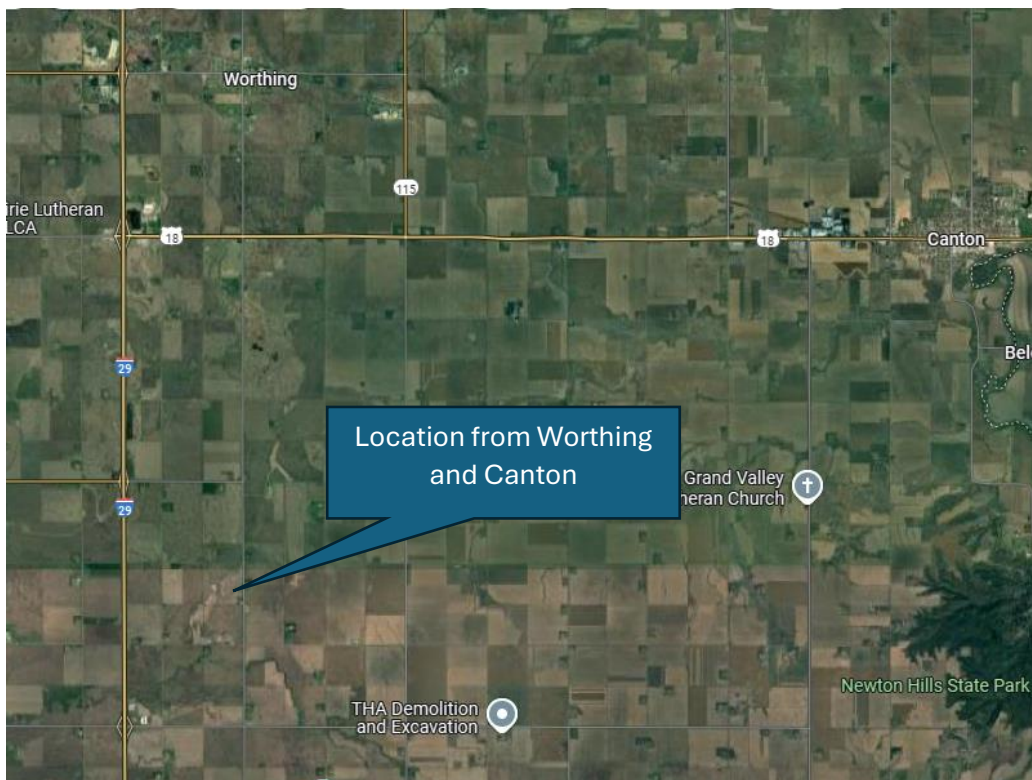 Worthing
115
irie Lutheran
LCA
18
18
Canton
29
Bel
Location from Worthing
and Canton
Grand Valley
heran Church
29
Newton Hills State Park
THA Demolition
and Excavation